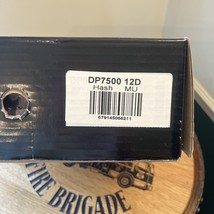 DP7500 12D
Hash MU
079145066211
FIRE BRIGADE